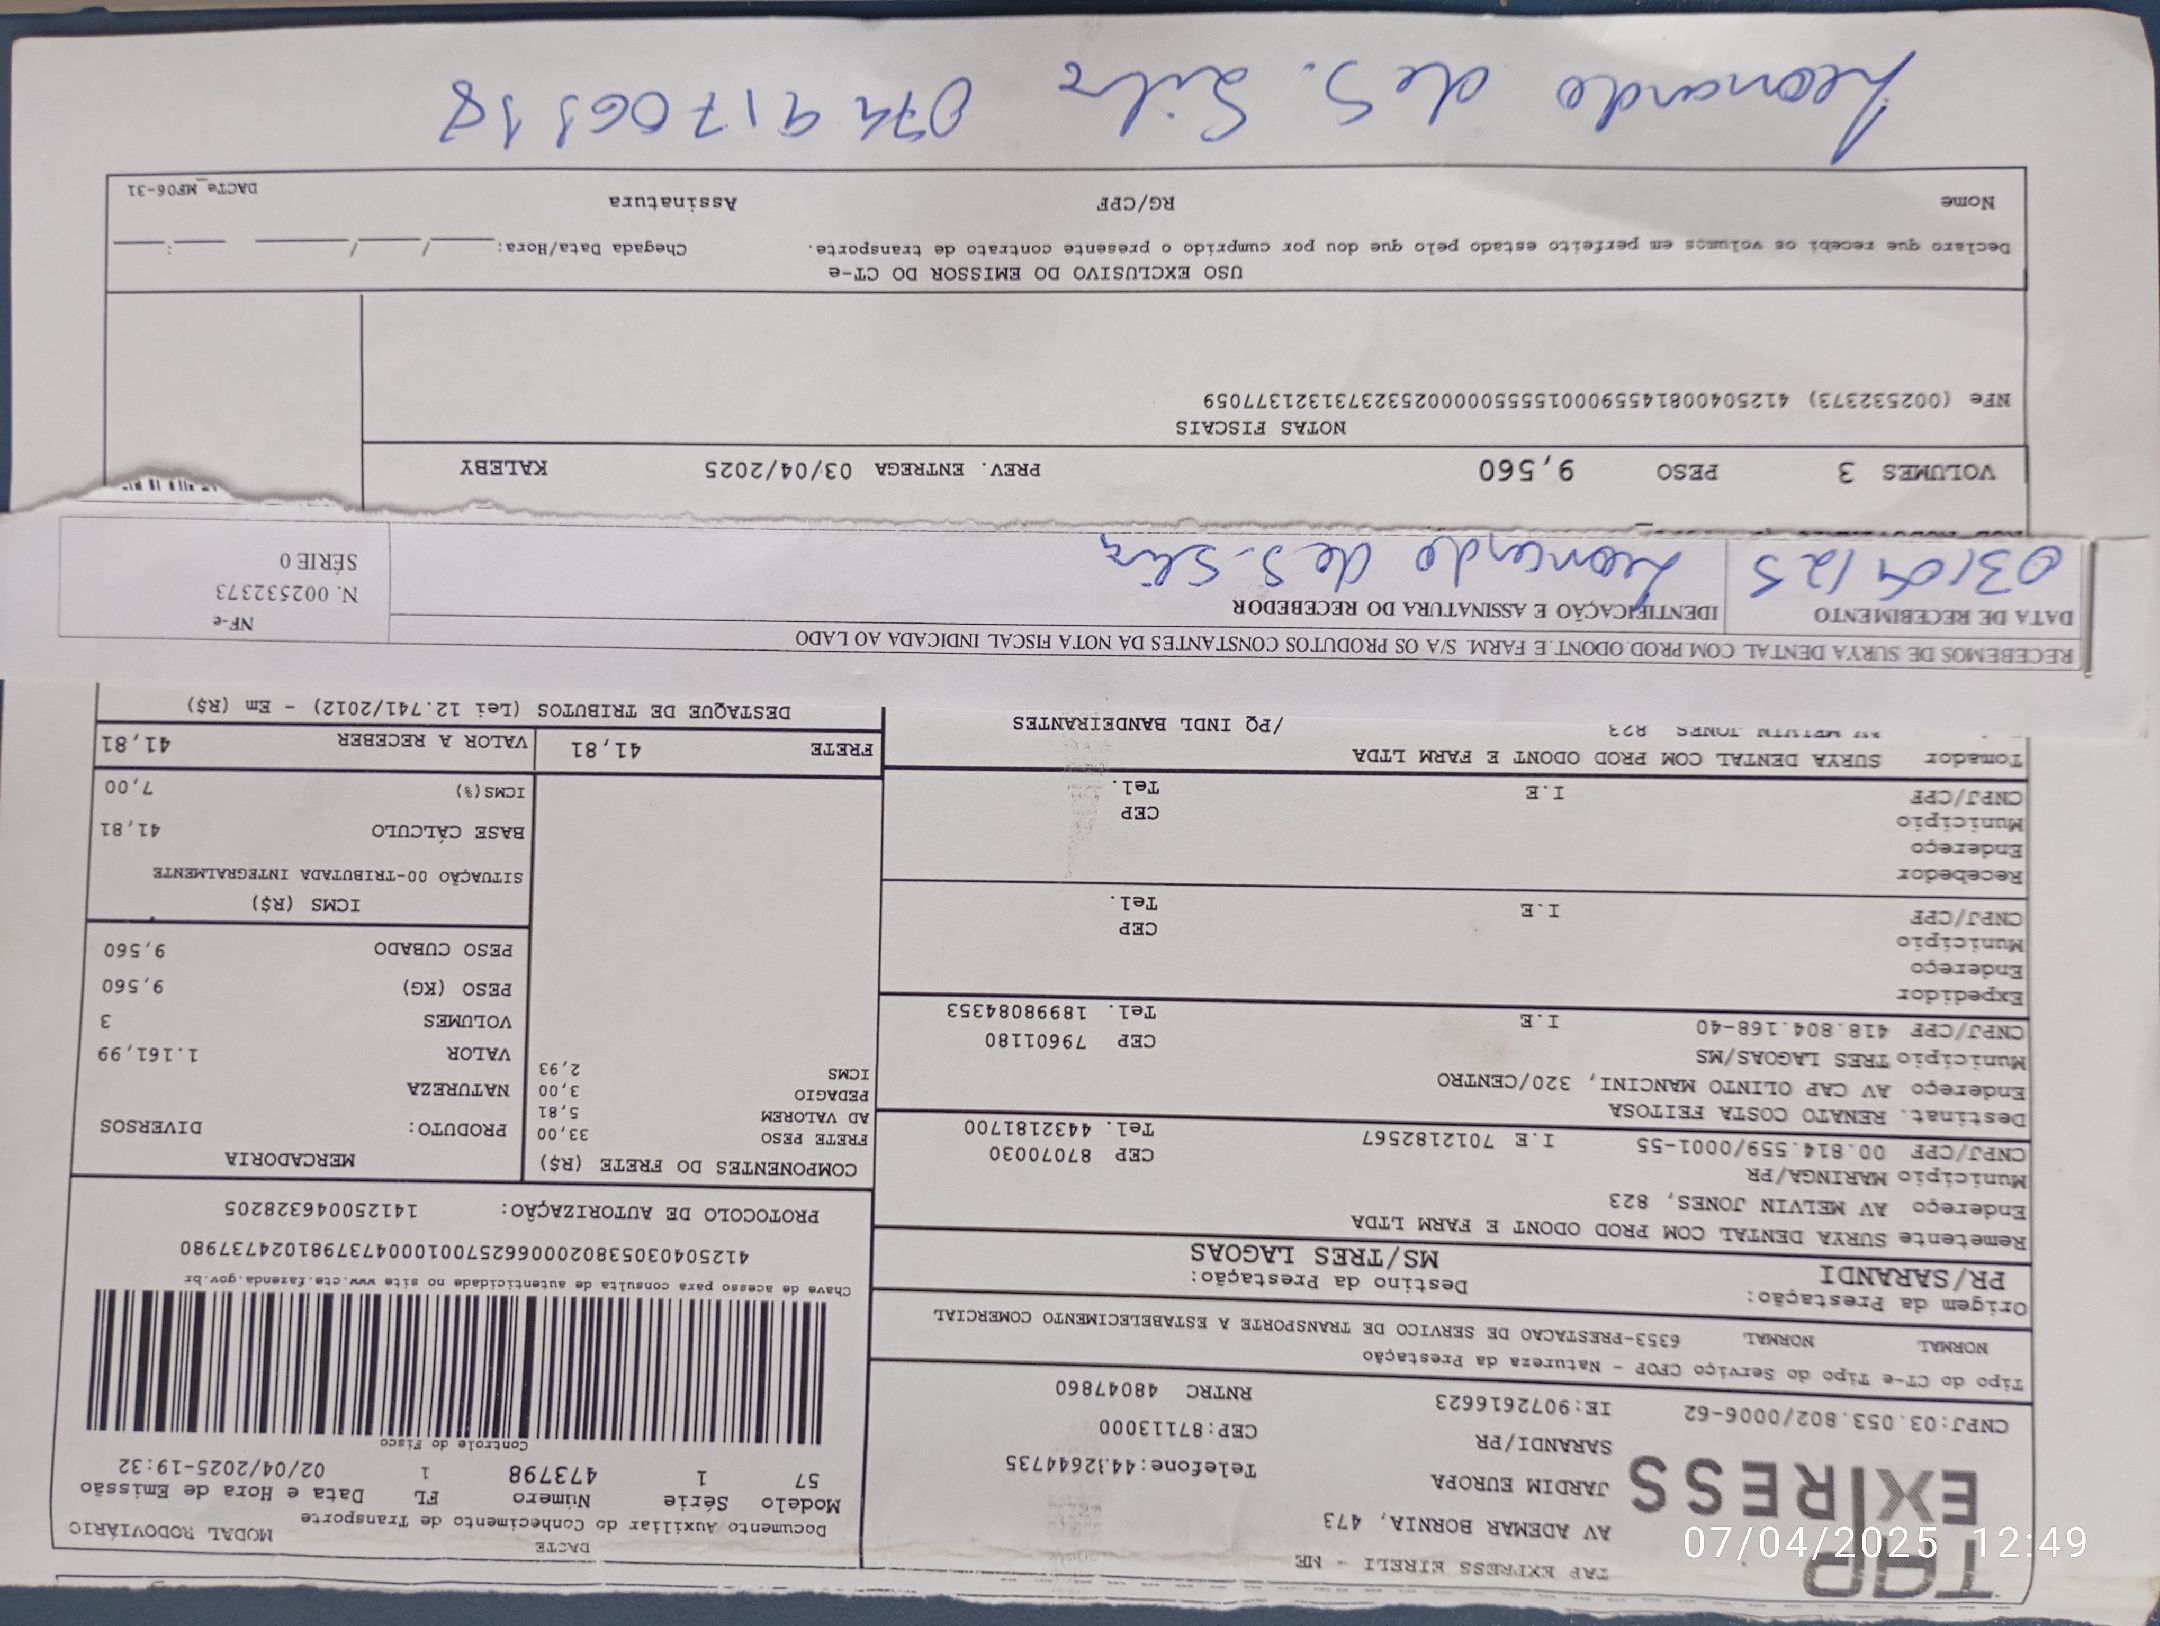 TAP
EXIRESS
TAP EXPRESS EIRELI - ME
AV ADEMAR BORNIA, 473
JARDIM EUROPA
Telefone:4432644735
SARANDI/PR
CEP:87113000
CNPJ:03.053.802/0006-62
IE:9072616623
RNTRC 48047860
DACTE
MODAL RODOVIÁRIO
Documento Auxiliar do Conhecimento de Transporte
Modelo Série Número FL Data e Hora de Emissão
57 1 473798 1 02/04/2025-19:32
Controle do Fisco
Chave de acesso para consulta de autenticidade no site www.cte.fazenda.gov.br
PROTOCOLO DE AUTORIZAÇÃO: 141250046328205
Tipo do CT-e Tipo do Serviço CFOP - Natureza da Prestação
NORMAL NORMAL 6353-PRESTACAO DE SERVICO DE TRANSPORTE A ESTABELECIMENTO COMERCIAL
Origem da Prestação: Destino da Prestação:
PR/SARANDI MS/TRES LAGOAS
Remetente SURYA DENTAL COM PROD ODONT E FARM LTDA
Endereço AV MELVIN JONES, 823
Município MARINGA/PR CEP 87070030
CNPJ/CPF 00.814.559/0001-55 I.E 7012182567 Tel. 4432181700
Destinat. RENATO COSTA FEITOSA
Endereço AV CAP OLINTO MANCINI, 320/CENTRO
Município TRES LAGOAS/MS CEP 79601180
CNPJ/CPF 418.804.168-40 I.E Tel. 18998084353
Expedidor
Endereço
Município CEP
CNPJ/CPF I.E Tel.
Recebedor
Endereço
Município CEP
CNPJ/CPF I.E Tel.
Tomador SURYA DENTAL COM PROD ODONT E FARM LTDA
AV MELVIN JONES 823 /PQ INDL BANDEIRANTES
COMPONENTES DO FRETE (R$)
FRETE PESO 33,00
AD VALOREM 5,81
PEDAGIO 3,00
ICMS 2,93
FRETE 41,81
MERCADORIA
PRODUTO: DIVERSOS
NATUREZA
VALOR 1.161,99
VOLUMES 3
PESO (KG) 9,560
PESO CUBADO 9,560
ICMS (R$)
SITUAÇÃO 00-TRIBUTADA INTEGRALMENTE
BASE CÁLCULO 41,81
ICMS(%) 7,00
VALOR A RECEBER 41,81
DESTAQUE DE TRIBUTOS (Lei 12.741/2012) - Em (R$)
RECEBEMOS DE SURYA DENTAL COM.PROD.ODONT.E FARM. S/A OS PRODUTOS CONSTANTES DA NOTA FISCAL INDICADA AO LADO
DATA DE RECEBIMENTO
03/04/25
IDENTIFICAÇÃO E ASSINATURA DO RECEBEDOR
Leonardo de S. Silva
NF-e
N. 002532373
SÉRIE 0
VOLUMES 3 PESO 9,560 PREV. ENTREGA 03/04/2025 KALEBY
NOTAS FISCAIS
NFe (002532373)
USO EXCLUSIVO DO EMISSOR DO CT-e
Declaro que recebi os volumes em perfeito estado pelo que dou por cumprido o presente contrato de transporte. Chegada Data/Hora: ____/____/____ ___:___
Nome RG/CPF Assinatura
DACTe_MF06-31
Leonardo de S. Silva
07/04/2025 12:49